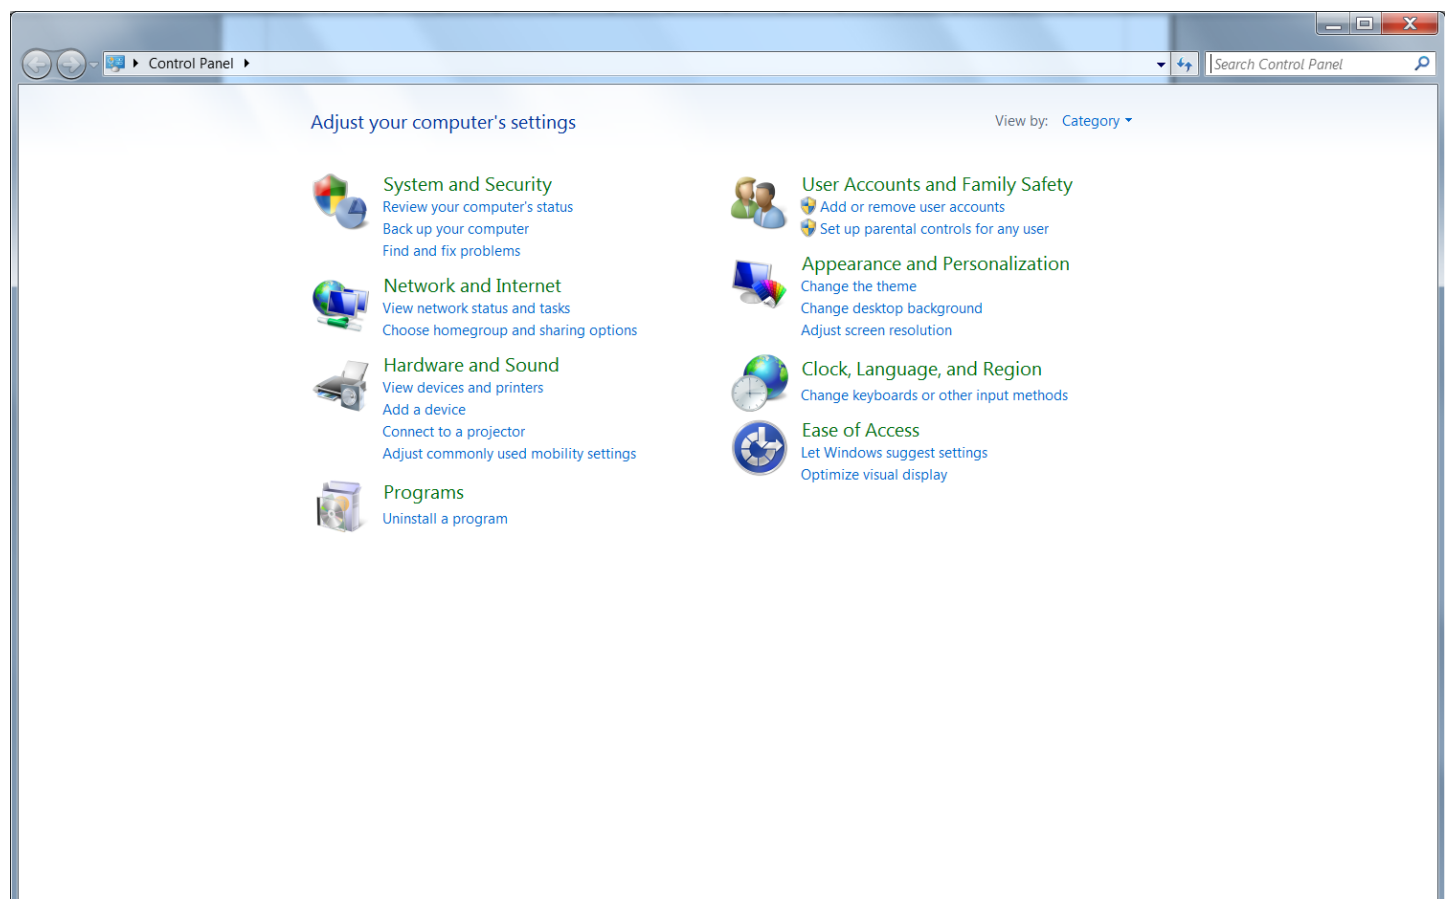 Control Panel
Search Control Panel
Adjust your computer's settings
View by: Category
System and Security
Review your computer's status
Back up your computer
Find and fix problems
Network and Internet
View network status and tasks
Choose homegroup and sharing options
Hardware and Sound
View devices and printers
Add a device
Connect to a projector
Adjust commonly used mobility settings
Programs
Uninstall a program
User Accounts and Family Safety
Add or remove user accounts
Set up parental controls for any user
Appearance and Personalization
Change the theme
Change desktop background
Adjust screen resolution
Clock, Language, and Region
Change keyboards or other input methods
Ease of Access
Let Windows suggest settings
Optimize visual display